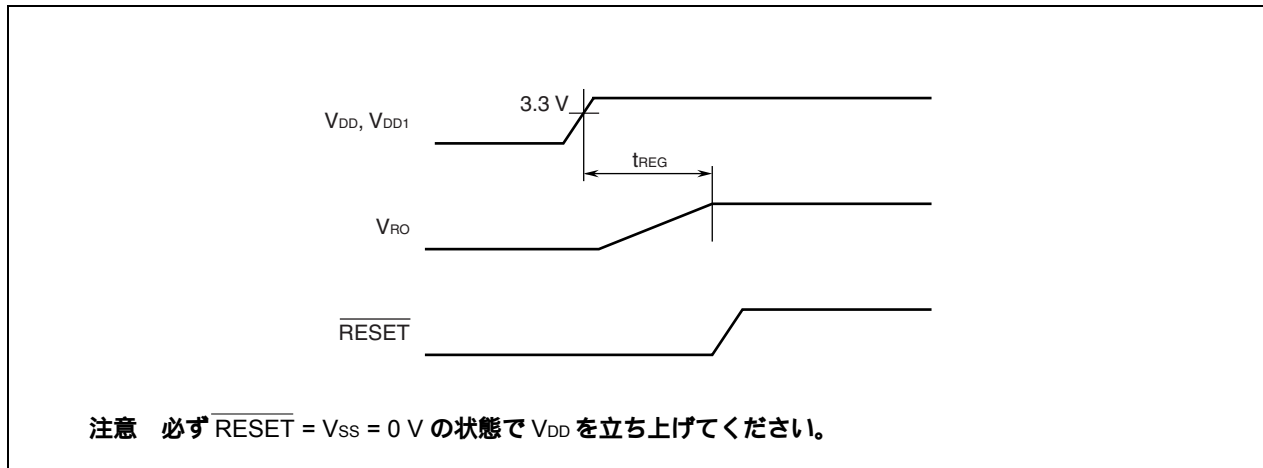 3.3 V
VDD, VDD1
tREG
VRO
RESET
注意 必ず RESET = VSS = 0 V の状態で VDD を立ち上げてください。